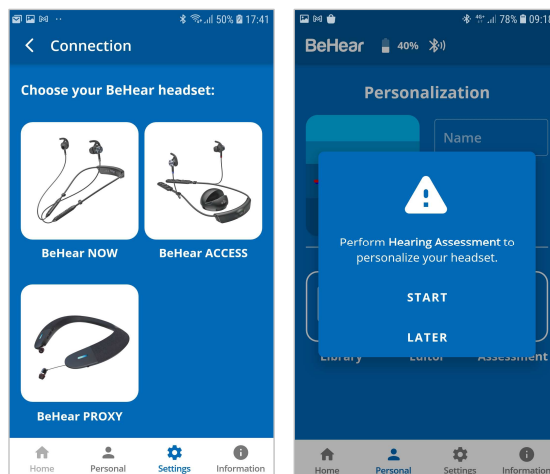 50% 17:41
Connection
Choose your BeHear headset:
BeHear NOW
BeHear ACCESS
BeHear PROXY
Home
Personal
Settings
Information
78% 09:18
BeHear
40%
Personalization
Name
Perform Hearing Assessment to
personalize your headset.
START
LATER
Library
Editor
Assessment
Home
Personal
Settings
Information